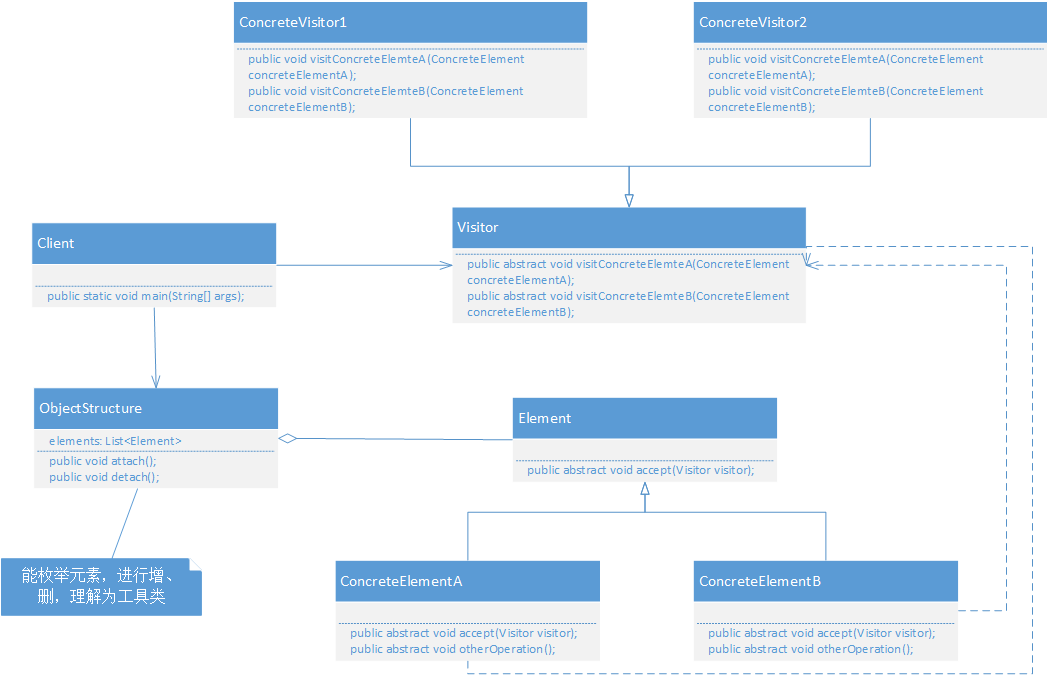 ConcreteVisitor1
public void visitConcreteElemteA(ConcreteElement
concreteElementA);
public void visitConcreteElemteB(ConcreteElement
concreteElementB);
ConcreteVisitor2
public void visitConcreteElemteA(ConcreteElement
concreteElementA);
public void visitConcreteElemteB(ConcreteElement
concreteElementB);
Client
public static void main(String[] args);
Visitor
public abstract void visitConcreteElemteA(ConcreteElement
concreteElementA);
public abstract void visitConcreteElemteB(ConcreteElement
concreteElementB);
ObjectStructure
elements: List<Element>
public void attach();
public void detach();
Element
public abstract void accept(Visitor visitor);
能枚举元素，进行增、
删，理解为工具类
ConcreteElementA
public abstract void accept(Visitor visitor);
public abstract void otherOperation();
ConcreteElementB
public abstract void accept(Visitor visitor);
public abstract void otherOperation();